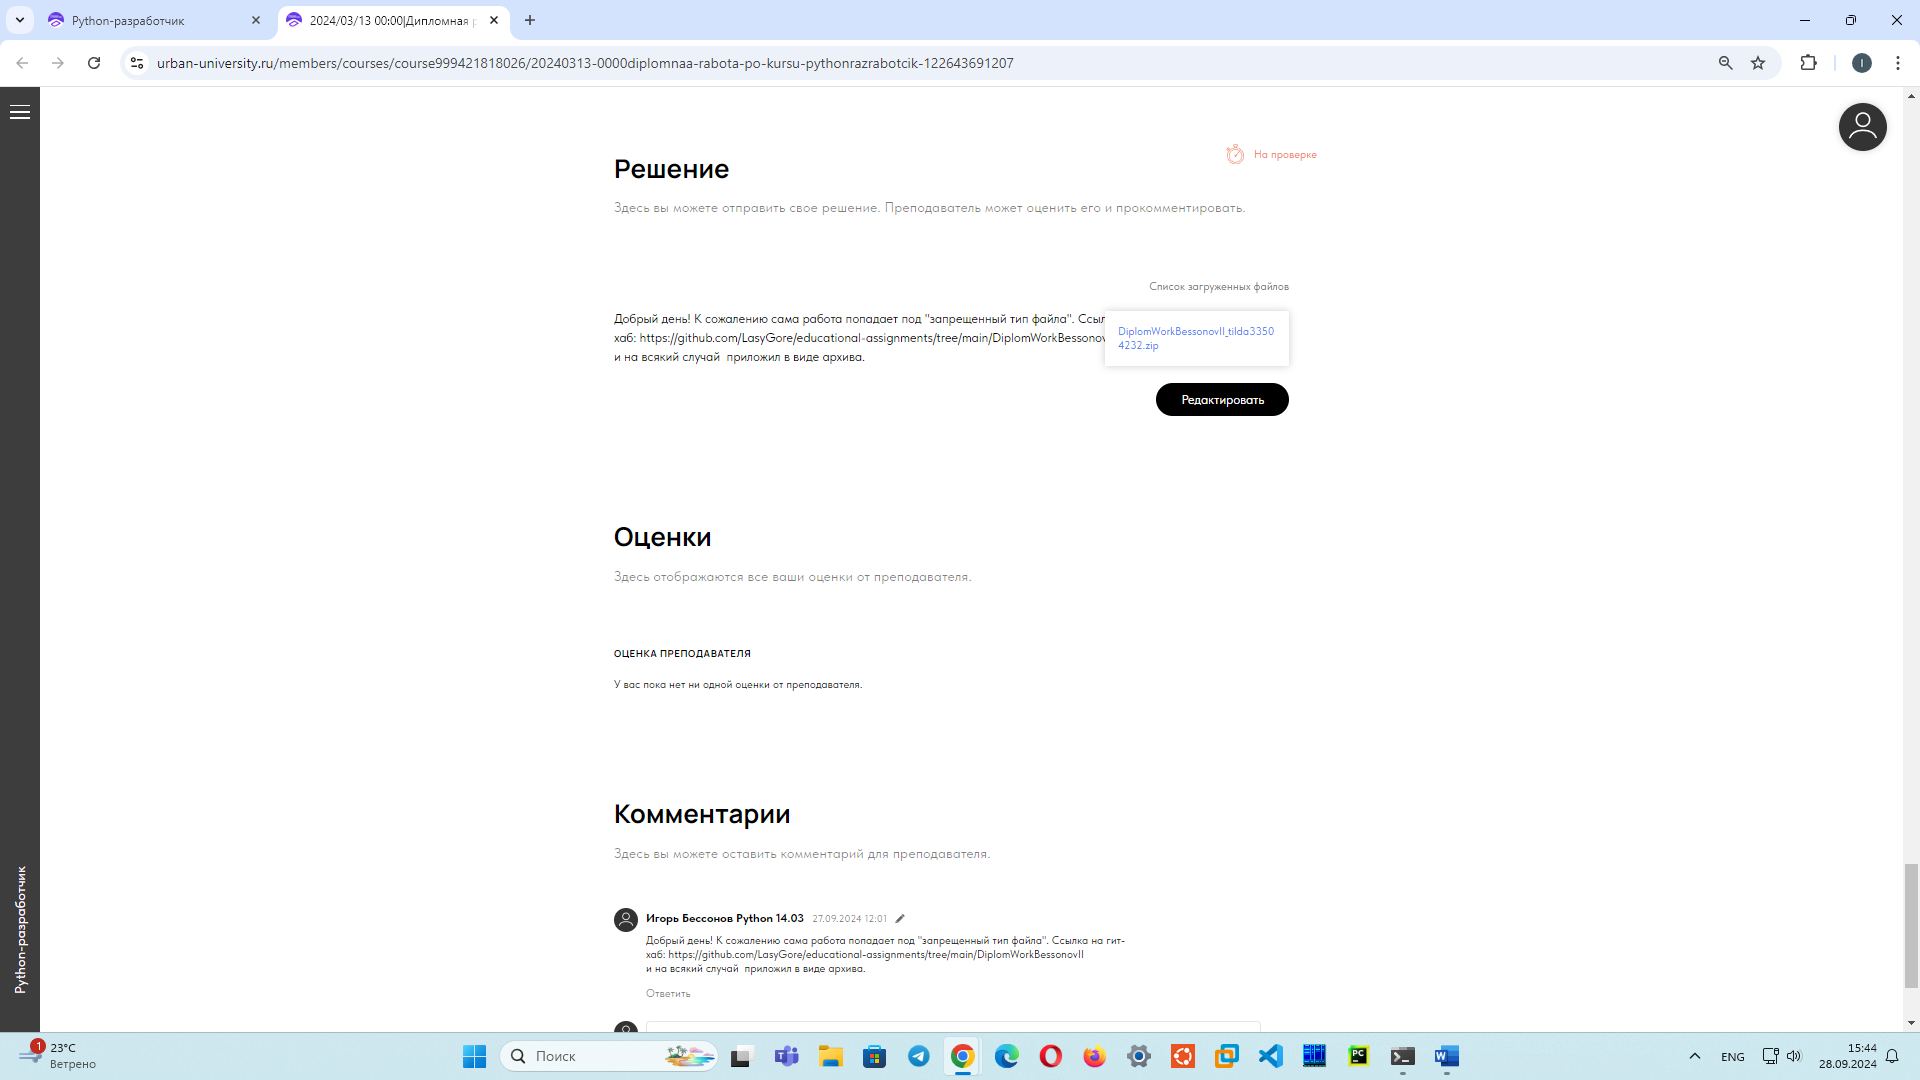 Python-разработчик
2024/03/13 00:00|Дипломная
urban-university.ru/members/courses/course999421818026/20240313-0000diplomnaa-rabota-po-kursu-pythonrazrabotcik-122643691207
I
Решение
На проверке
Здесь вы можете отправить свое решение. Преподаватель может оценить его и прокомментировать.
Список загруженных файлов
Добрый день! К сожалению сама работа попадает под "запрещенный тип файла".
хаб: https://github.com/LasyGore/educational-assignments/tree/main/DiplomWorkBessonov
и на всякий случай приложил в виде архива.
DiplomWorkBessonovII_tilda3350
4232.zip
Редактировать
Оценки
Здесь отображаются все ваши оценки от преподавателя.
ОЦЕНКА ПРЕПОДАВАТЕЛЯ
У вас пока нет ни одной оценки от преподавателя.
Комментарии
Здесь вы можете оставить комментарий для преподавателя.
Игорь Бессонов Python 14.03 27.09.2024 12:01
Добрый день! К сожалению сама работа попадает под "запрещенный тип файла". Ссылка на гит-
хаб: https://github.com/LasyGore/educational-assignments/tree/main/DiplomWorkBessonovII
и на всякий случай приложил в виде архива.
Ответить
Python-разработчик
1
23°C
Ветрено
Поиск
ENG
15:44
28.09.2024